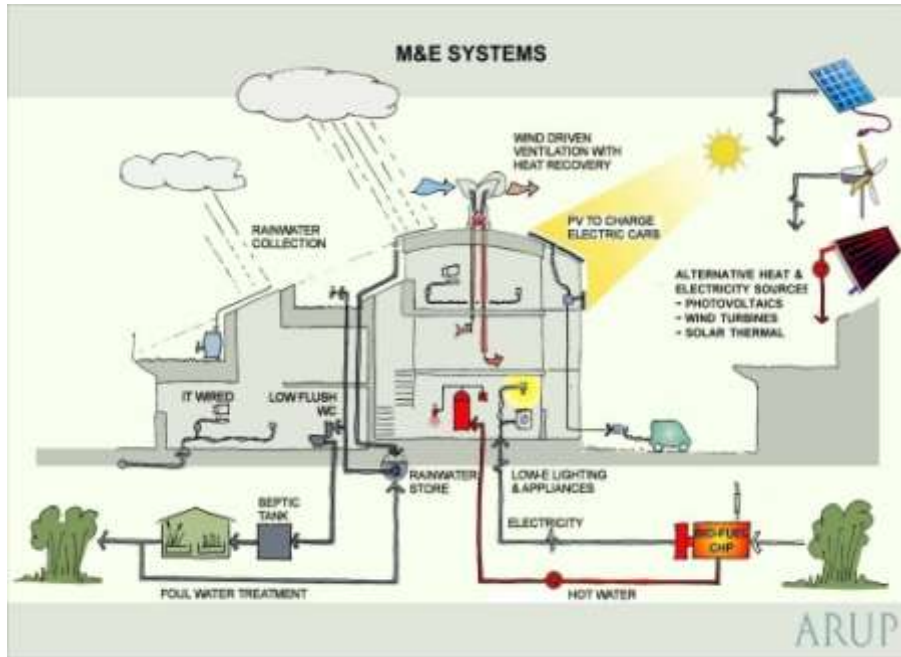 M&E SYSTEMS
WIND DRIVEN
VENTILATION WITH
HEAT RECOVERY
RAINWATER
COLLECTION
PV TO CHARGE
ELECTRIC CARS
ALTERNATIVE HEAT &
ELECTRICITY SOURCES
- PHOTOVOLTAICS
- WIND TURBINES
- SOLAR THERMAL
IT WIRED
LOW FLUSH
WC
RAINWATER
STORE
LOW-E LIGHTING
& APPLIANCES
SEPTIC
TANK
ELECTRICITY
BIO-FUEL
CHP
FOUL WATER TREATMENT
HOT WATER
ARUP